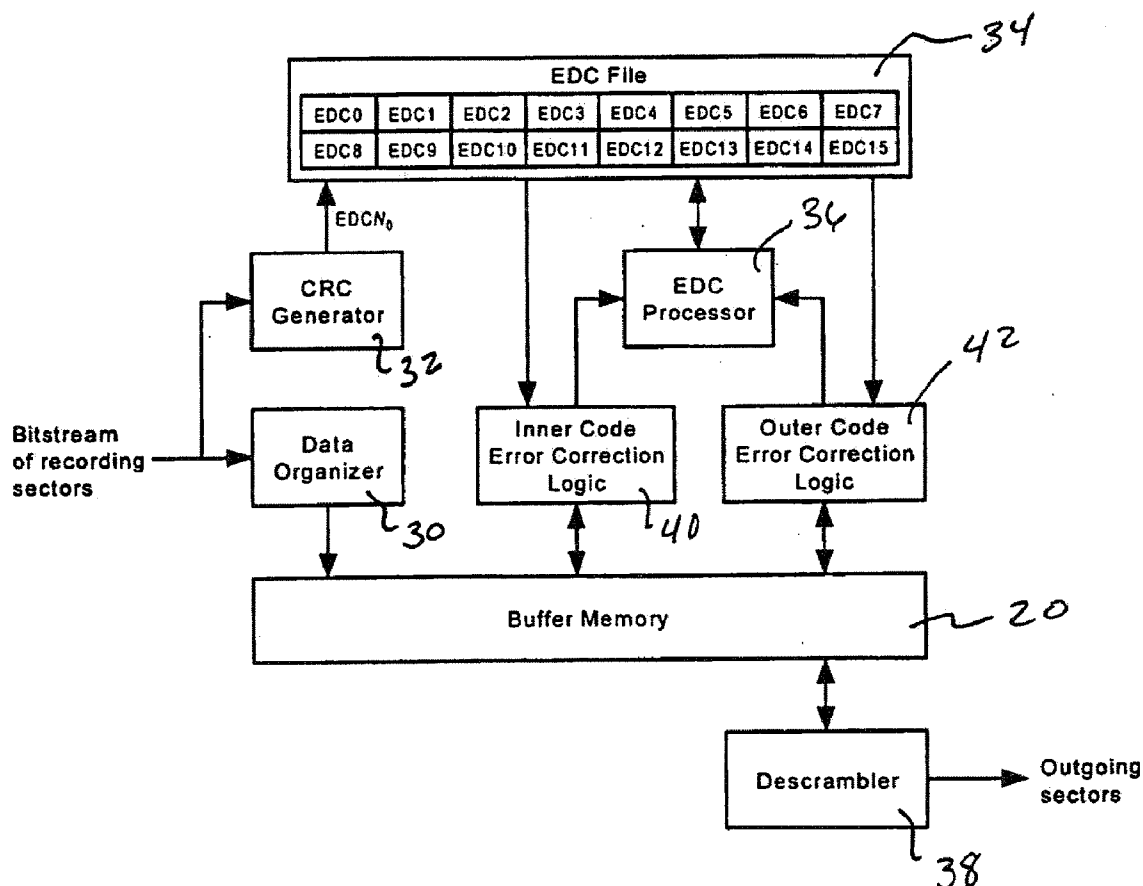 34
EDC File
EDC0 EDC1 EDC2 EDC3 EDC4 EDC5 EDC6 EDC7
EDC8 EDC9 EDC10 EDC11 EDC12 EDC13 EDC14 EDC15
EDCN₀
36
CRC
Generator
32
EDC
Processor
42
Bitstream
of recording
sectors
Data
Organizer
30
Inner Code
Error Correction
Logic
40
Outer Code
Error Correction
Logic
Buffer Memory
20
Descrambler
38
Outgoing
sectors